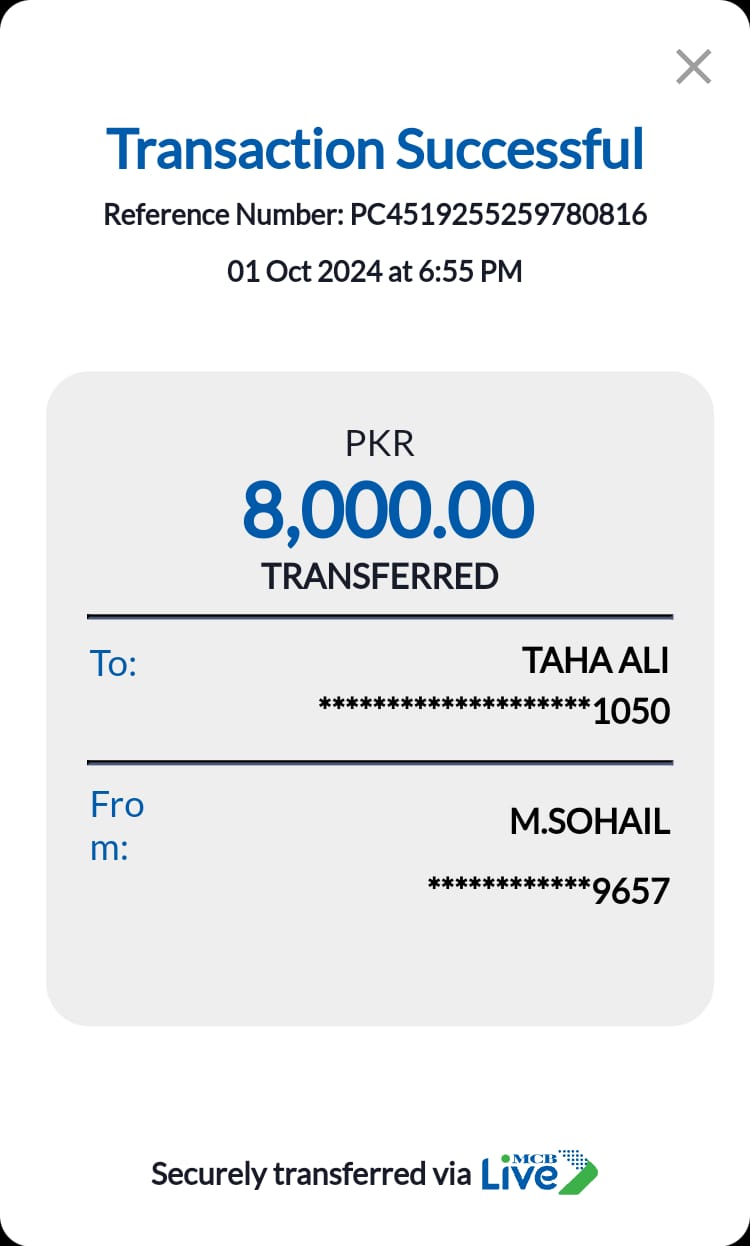 Transaction Successful
Reference Number: PC4519255259780816
01 Oct 2024 at 6:55 PM
PKR
8,000.00
TRANSFERRED
To:
TAHA ALI
********************1050
Fro
m:
M.SOHAIL
************9657
Securely transferred via MCB Live